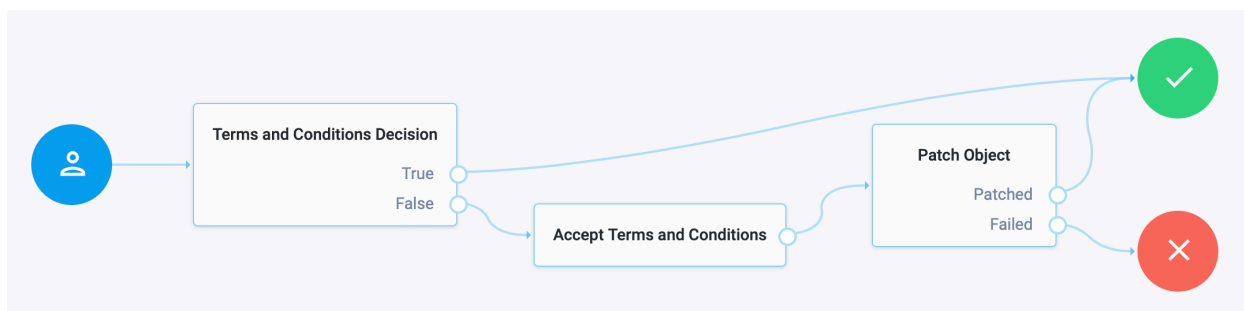 Terms and Conditions Decision
True
False
Accept Terms and Conditions
Patch Object
Patched
Failed